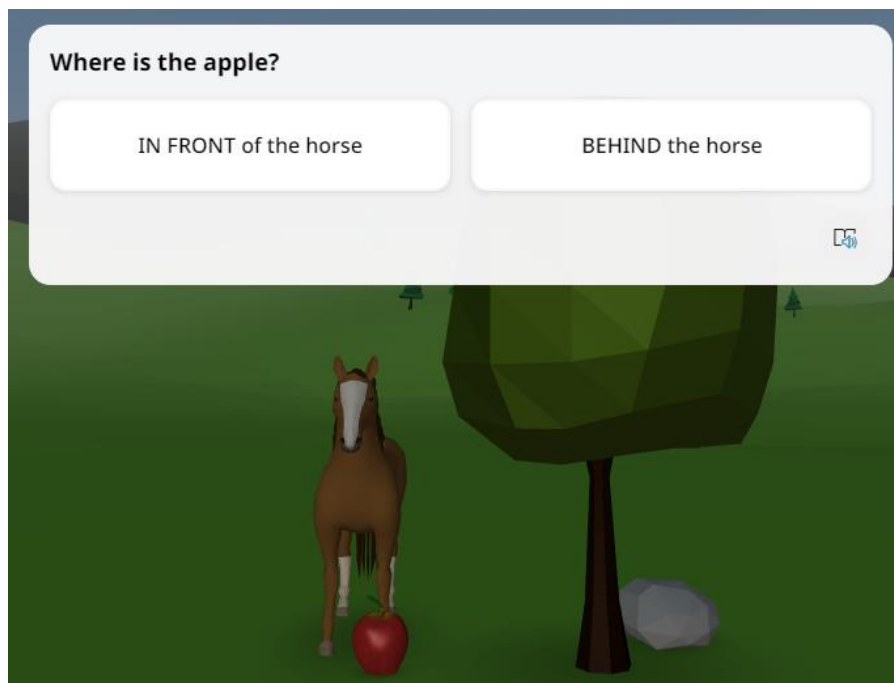 Where is the apple?
IN FRONT of the horse
BEHIND the horse